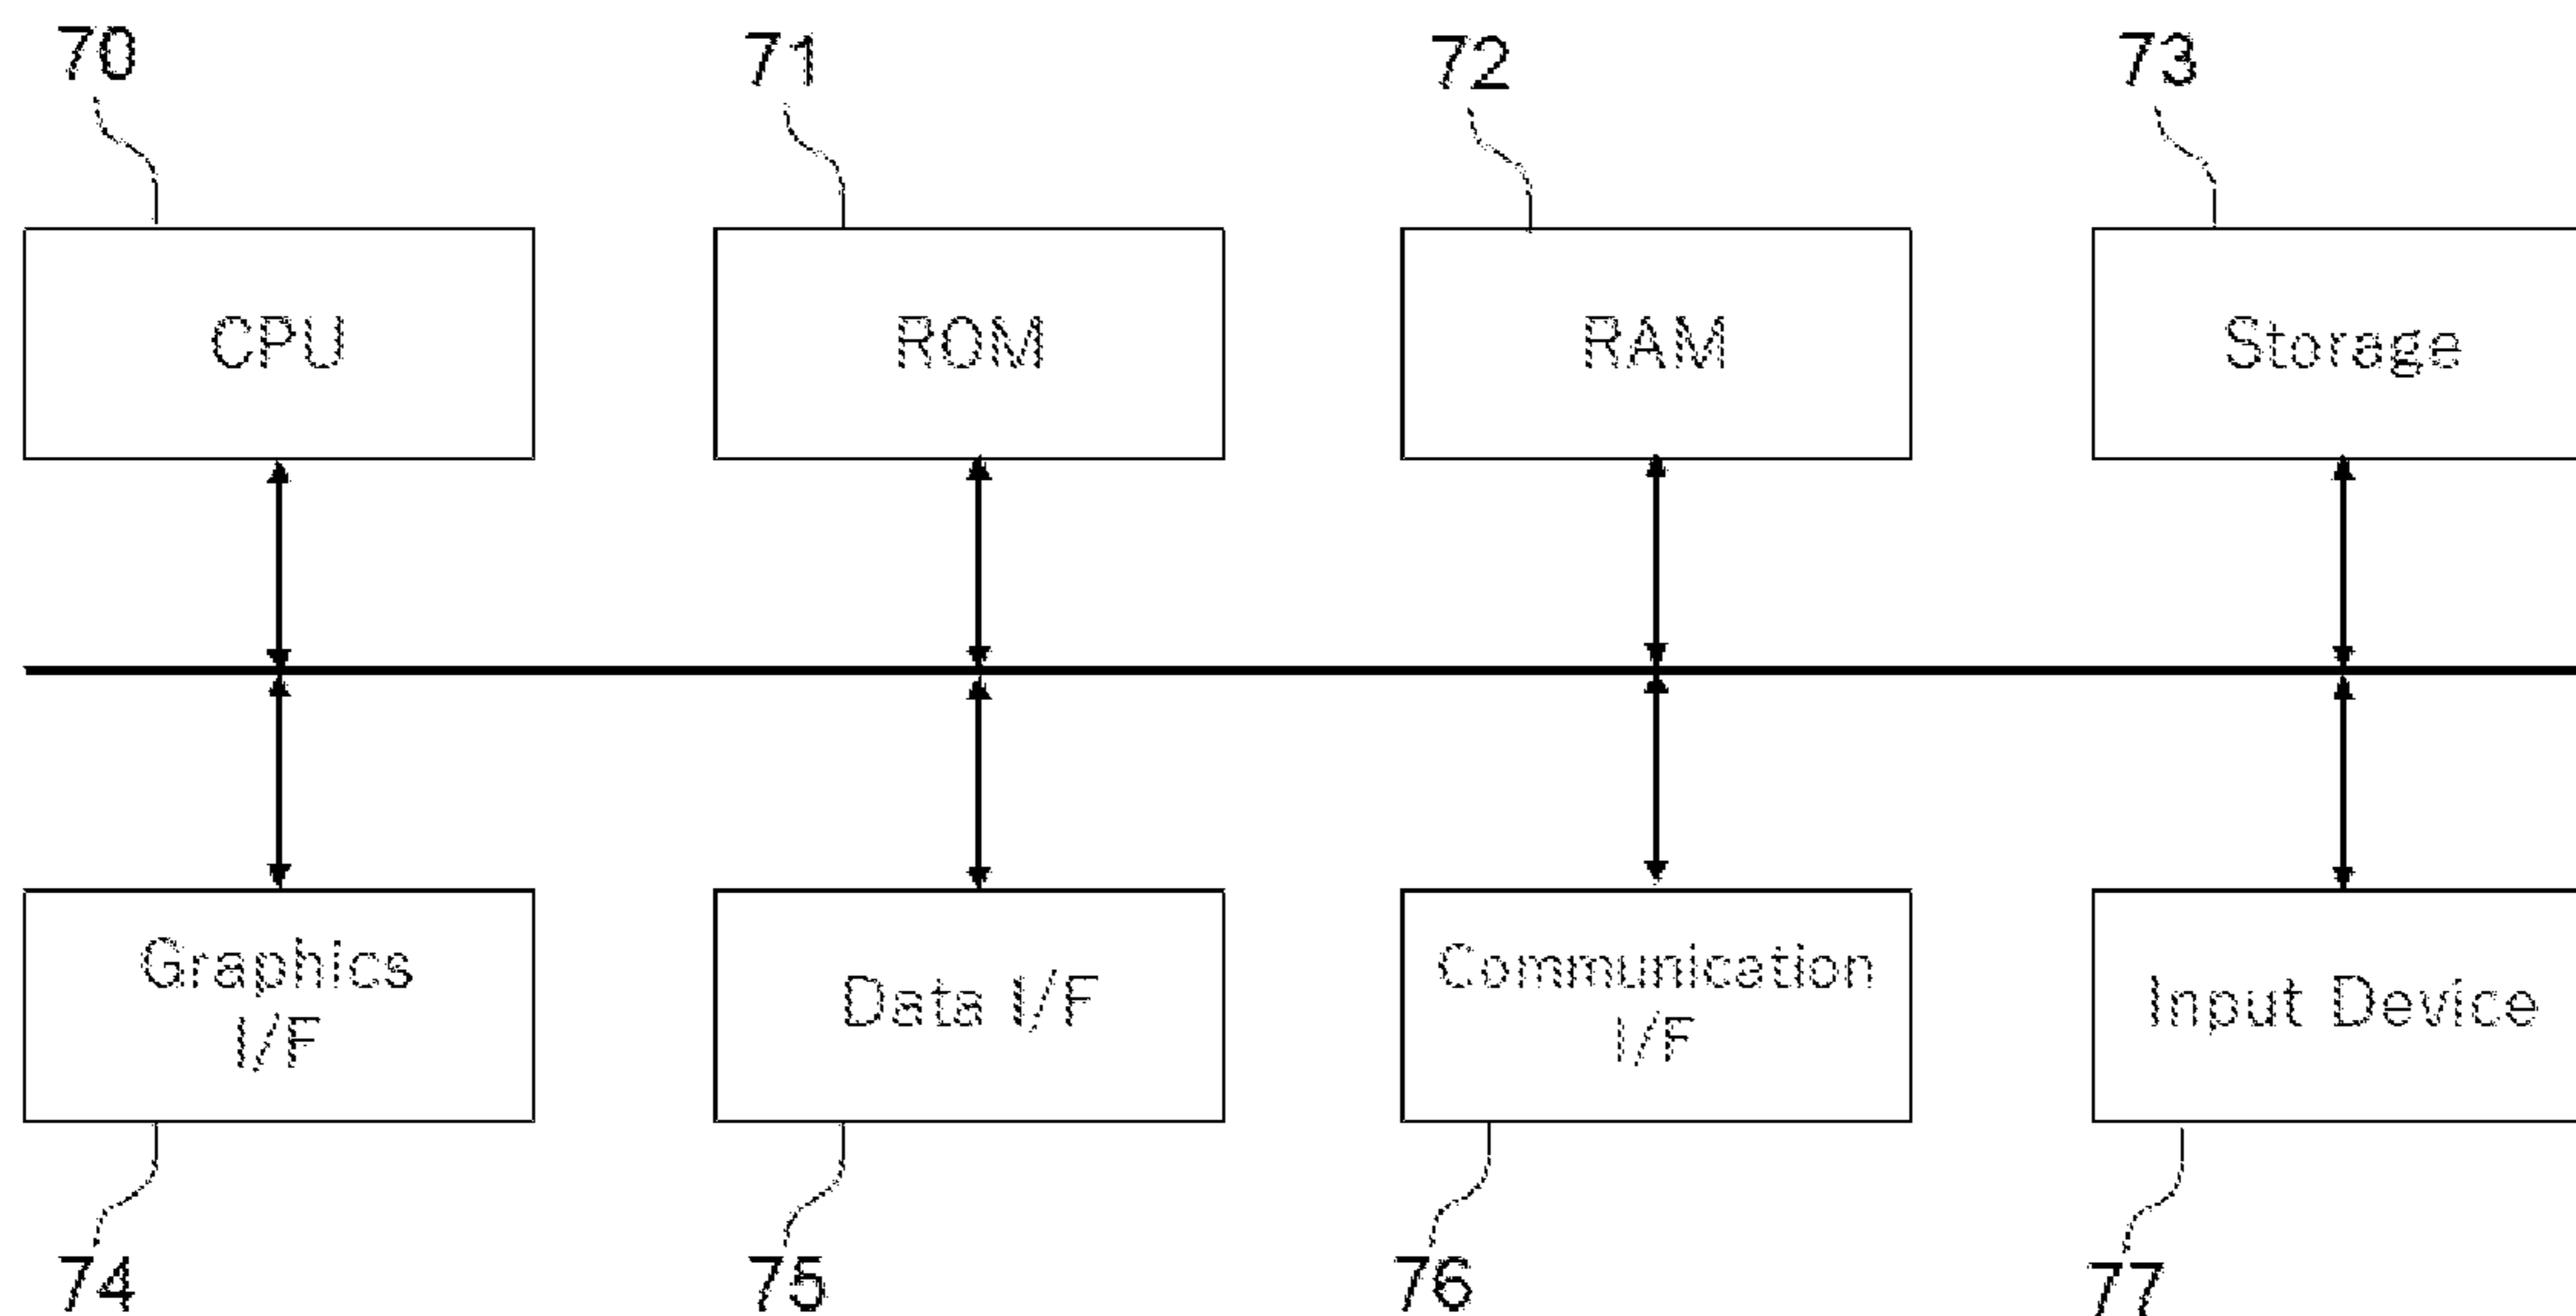 70 71 72 73
CPU ROM RAM Storage
Graphics
I/F
Data I/F
Communication
I/F
Input Device
74 75 76 77